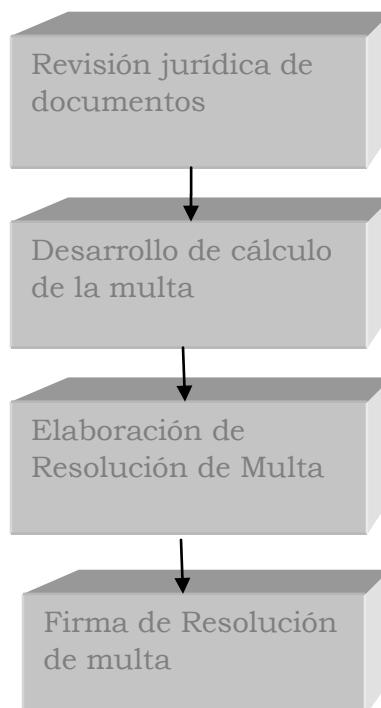 Revisión jurídica de
documentos
Desarrollo de cálculo
de la multa
Elaboración de
Resolución de Multa
Firma de Resolución
de multa